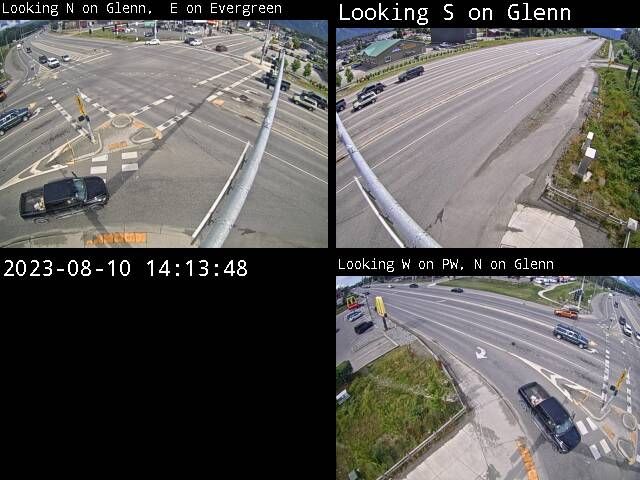 Looking N on Glenn, E on Evergreen
Looking S on Glenn
2023-08-10 14:13:48
Looking W on PW, N on Glenn